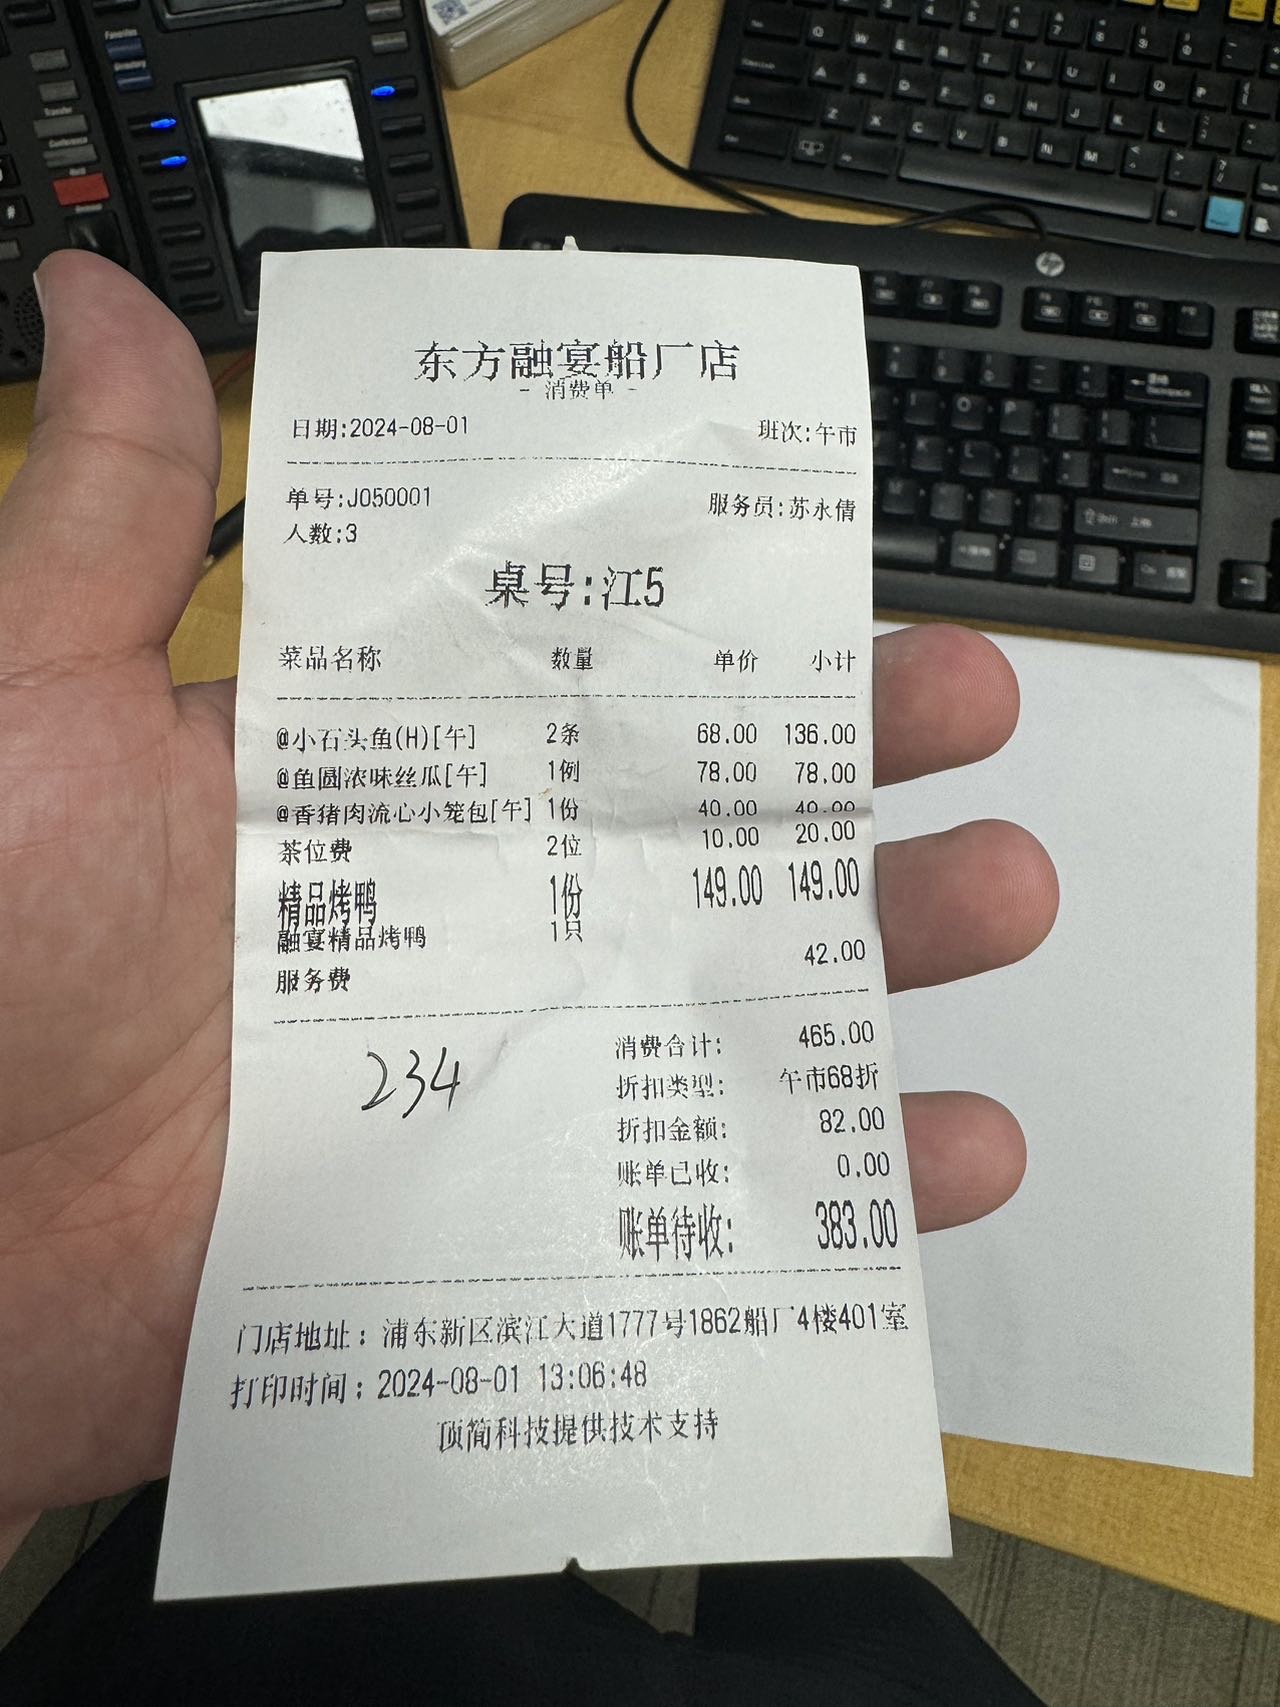 东方融宴船厂店
- 消费单 -
日期:2024-08-01 班次:午市
单号:J050001 服务员:苏永倩
人数:3
桌号:江5
菜品名称 数量 单价 小计
@小石头鱼(H)[午] 2条 68.00 136.00
@鱼圆浓味丝瓜[午] 1例 78.00 78.00
@香猪肉流心小笼包[午] 1份 40.00 40.00
茶位费 2位 10.00 20.00
精品烤鸭 1份 149.00 149.00
融宴精品烤鸭 1只
服务费 42.00
234
消费合计: 465.00
折扣类型: 午市68折
折扣金额: 82.00
账单已收: 0.00
账单待收: 383.00
门店地址：浦东新区滨江大道1777号1862船厂4楼401室
打印时间：2024-08-01 13:06:48
顶简科技提供技术支持
Favorites
Transfer
Conference
hp